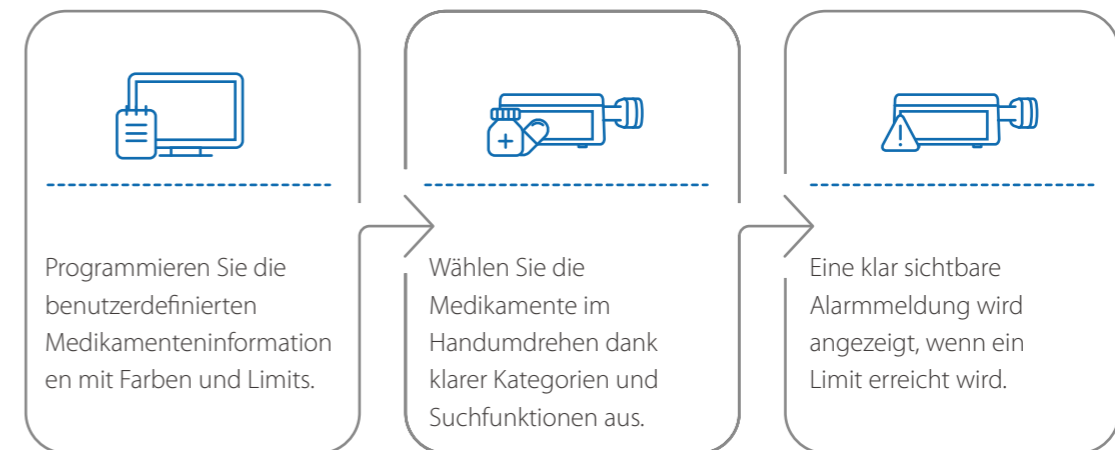 Programmieren Sie die
benutzerdefinierten
Medikamenteninformation
en mit Farben und Limits.
Wählen Sie die
Medikamente im
Handumdrehen dank
klarer Kategorien und
Suchfunktionen aus.
Eine klar sichtbare
Alarmmeldung wird
angezeigt, wenn ein
Limit erreicht wird.